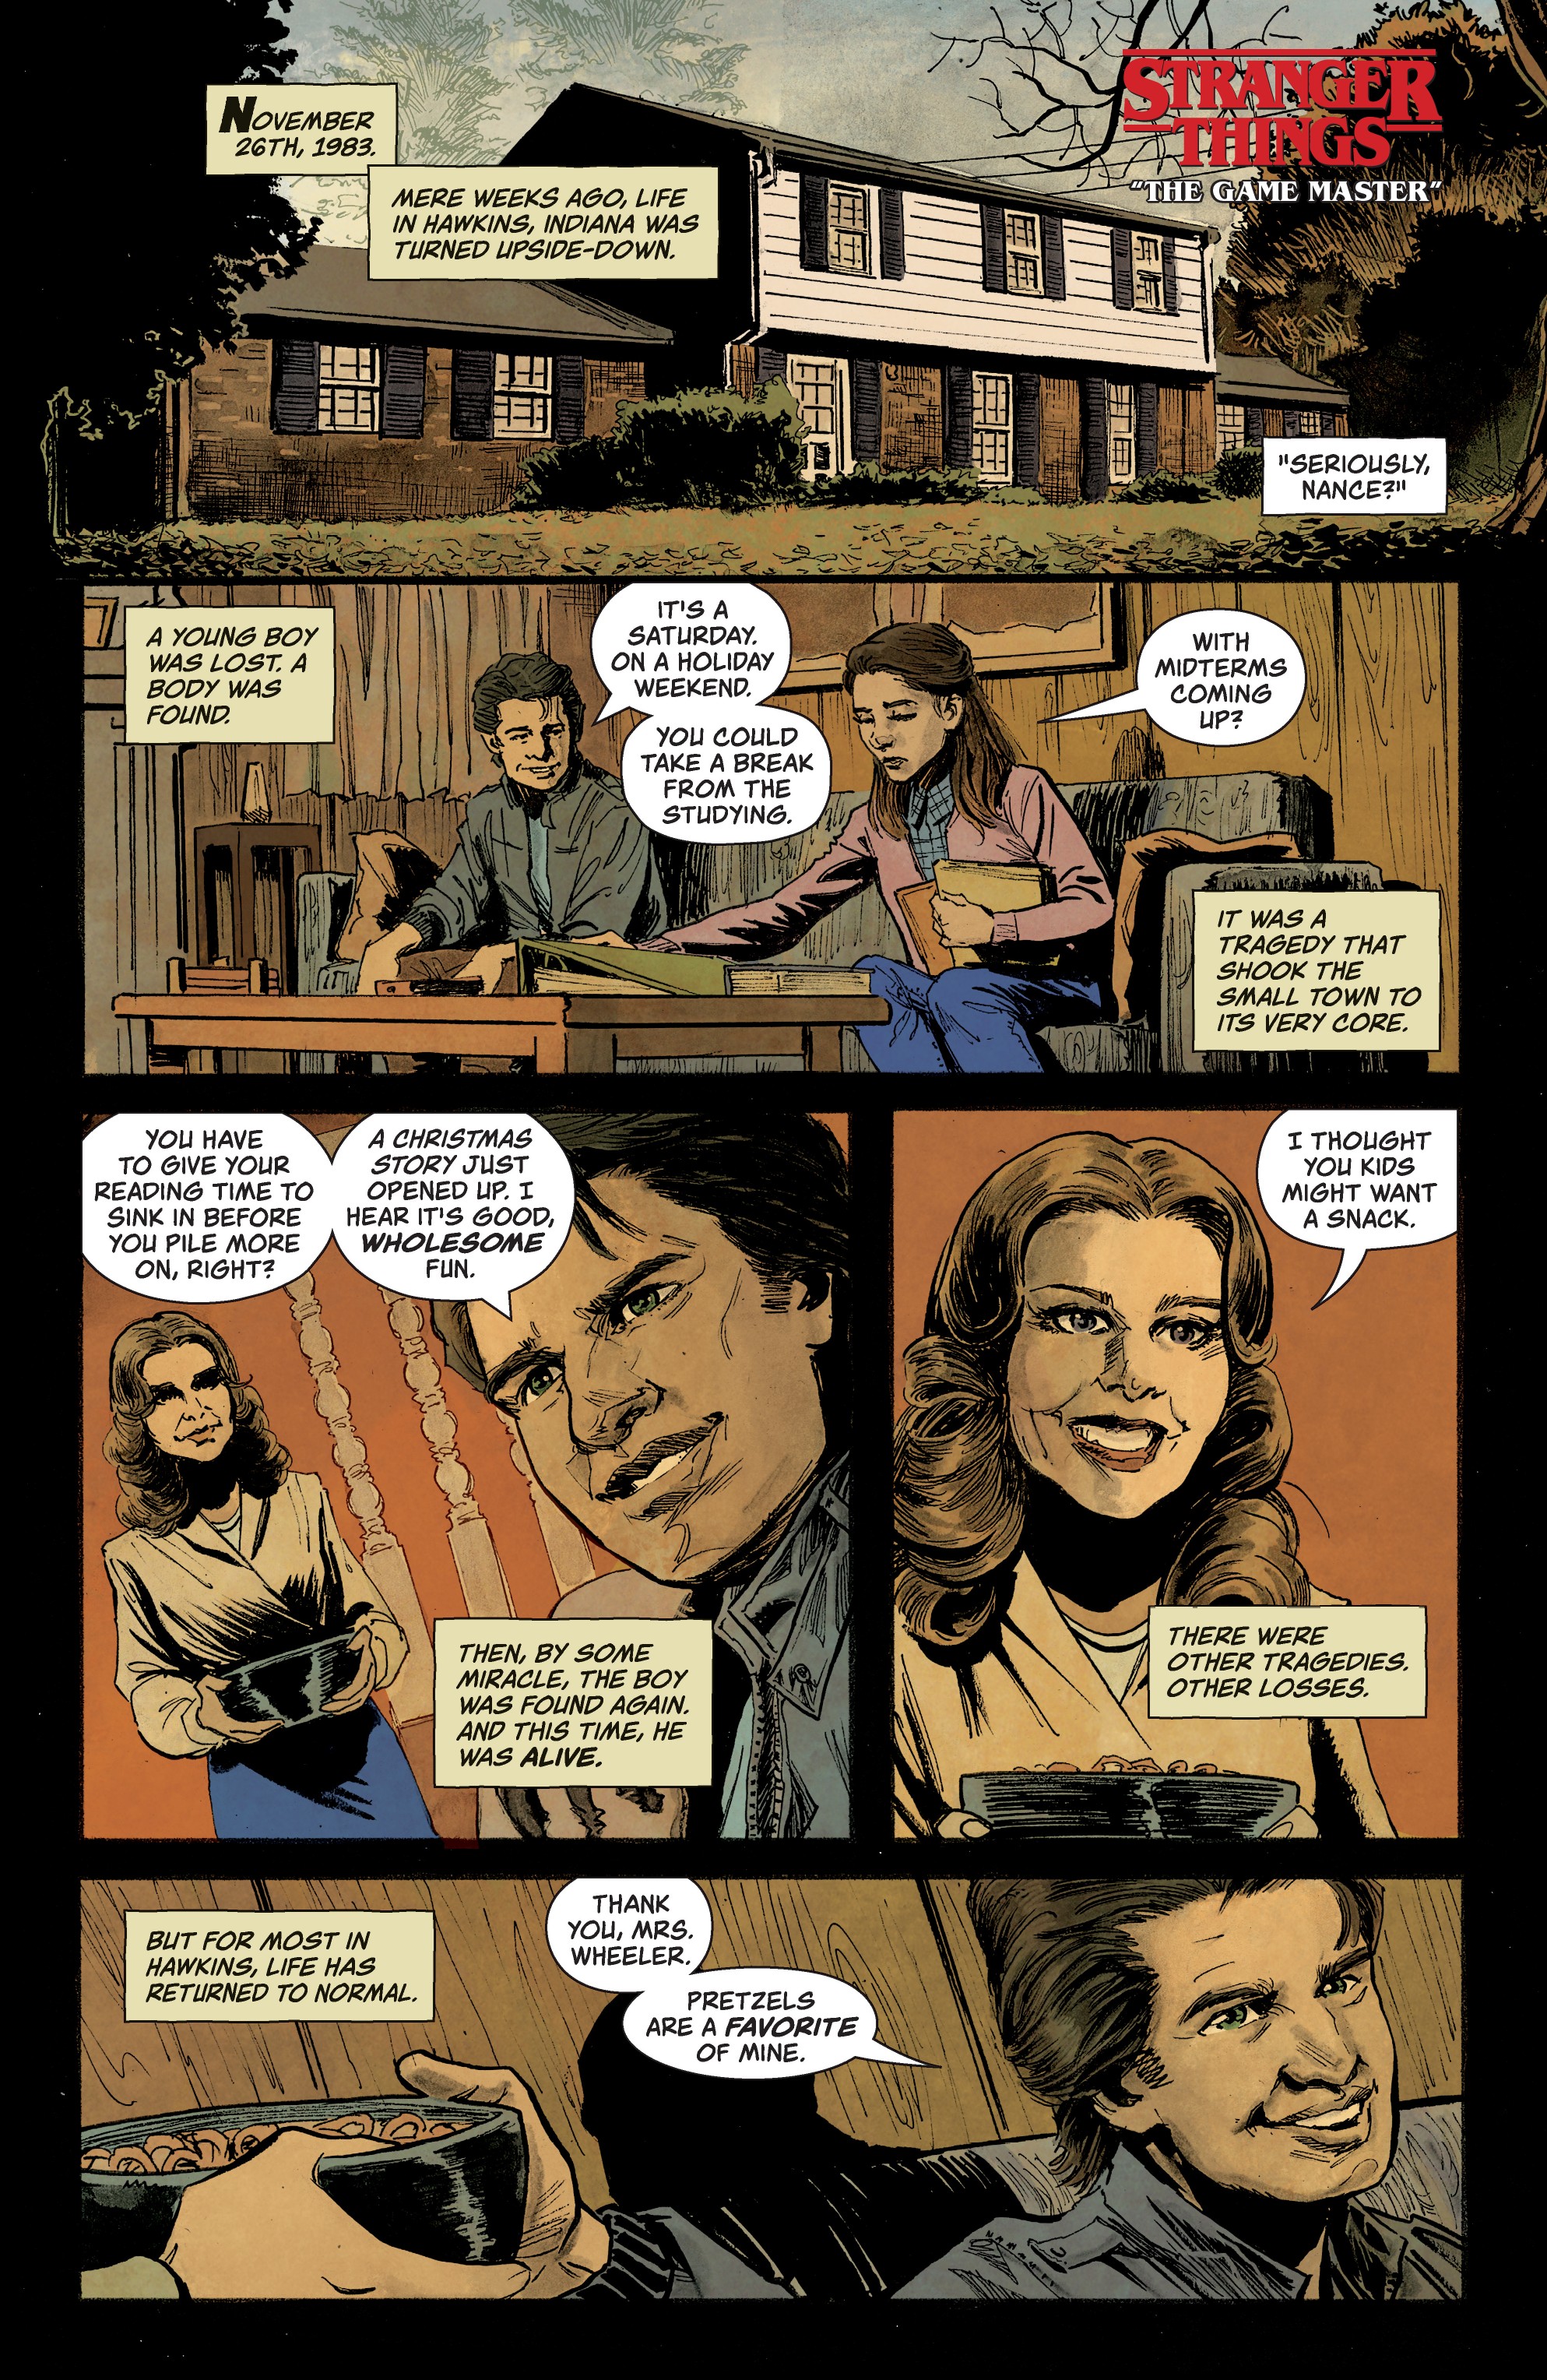 NOVEMBER
26TH, 1983.
STRANGER
THINGS
"THE GAME MASTER"
MERE WEEKS AGO, LIFE
IN HAWKINS, INDIANA WAS
TURNED UPSIDE-DOWN.
"SERIOUSLY,
NANCE?"
A YOUNG BOY
WAS LOST. A
BODY WAS
FOUND.
IT'S A
SATURDAY.
ON A HOLIDAY
WEEKEND.
YOU COULD
TAKE A BREAK
FROM THE
STUDYING.
WITH
MIDTERMS
COMING
UP?
IT WAS A
TRAGEDY THAT
SHOOK THE
SMALL TOWN TO
ITS VERY CORE.
YOU HAVE
TO GIVE YOUR
READING TIME TO
SINK IN BEFORE
YOU PILE MORE
ON, RIGHT?
A CHRISTMAS
STORY JUST
OPENED UP. I
HEAR IT'S GOOD,
WHOLESOME
FUN.
THEN, BY SOME
MIRACLE, THE BOY
WAS FOUND AGAIN.
AND THIS TIME, HE
WAS ALIVE.
I THOUGHT
YOU KIDS
MIGHT WANT
A SNACK.
THERE WERE
OTHER TRAGEDIES.
OTHER LOSSES.
BUT FOR MOST IN
HAWKINS, LIFE HAS
RETURNED TO NORMAL.
THANK
YOU, MRS.
WHEELER.
PRETZELS
ARE A FAVORITE
OF MINE.